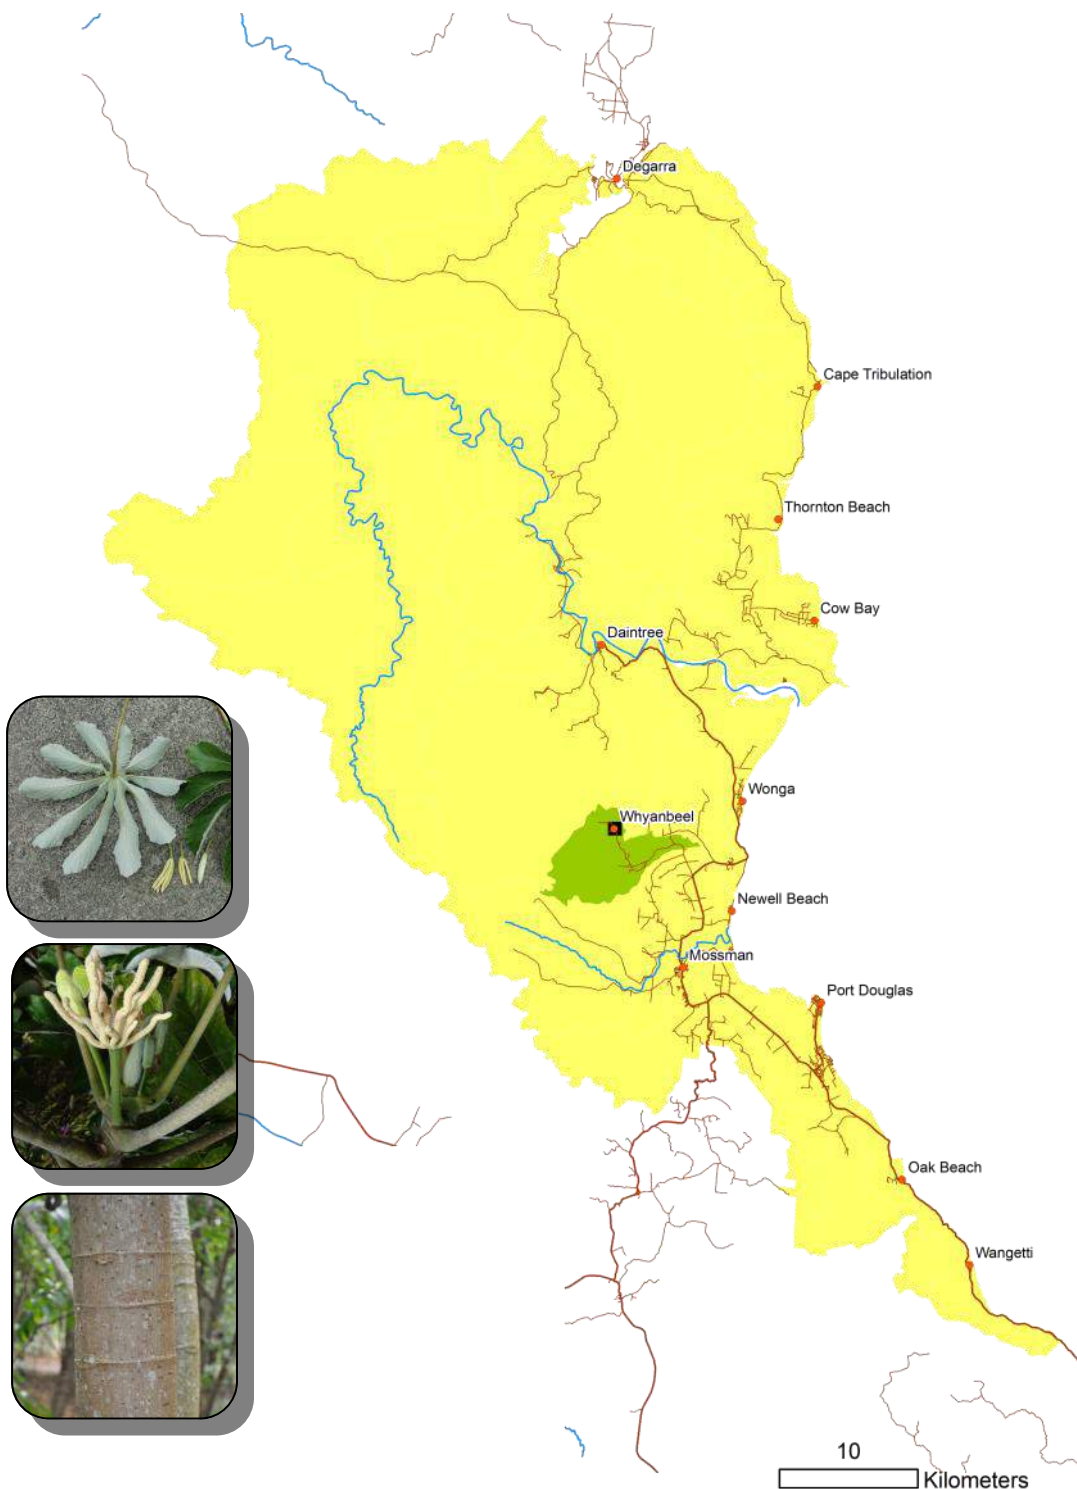 Degarra
Cape Tribulation
Thornton Beach
Cow Bay
Daintree
Wonga
Whyanbeel
Newell Beach
Mossman
Port Douglas
Oak Beach
Wangetti
10
Kilometers